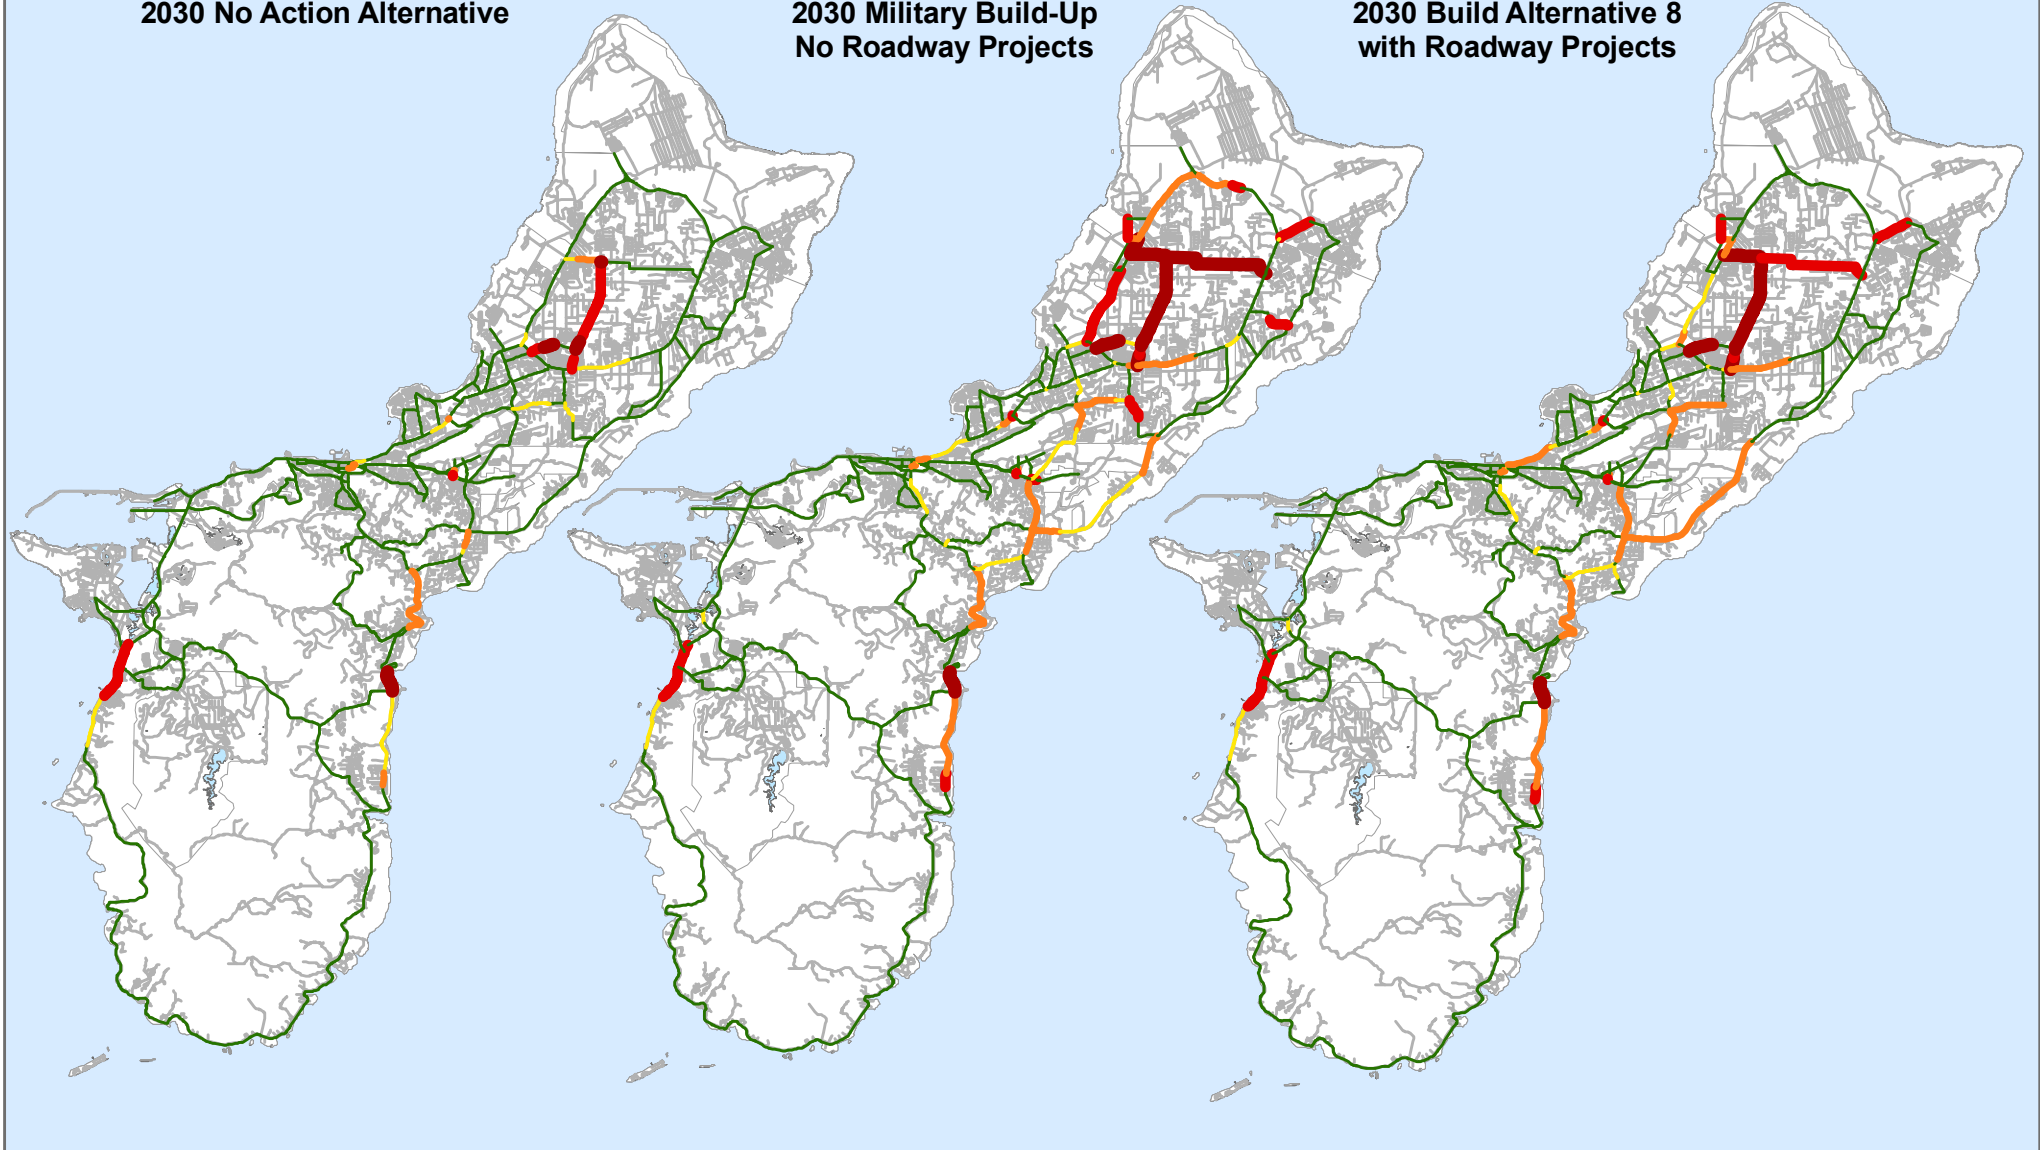 2030 No Action Alternative
2030 Military Build-Up
No Roadway Projects
2030 Build Alternative 8
with Roadway Projects